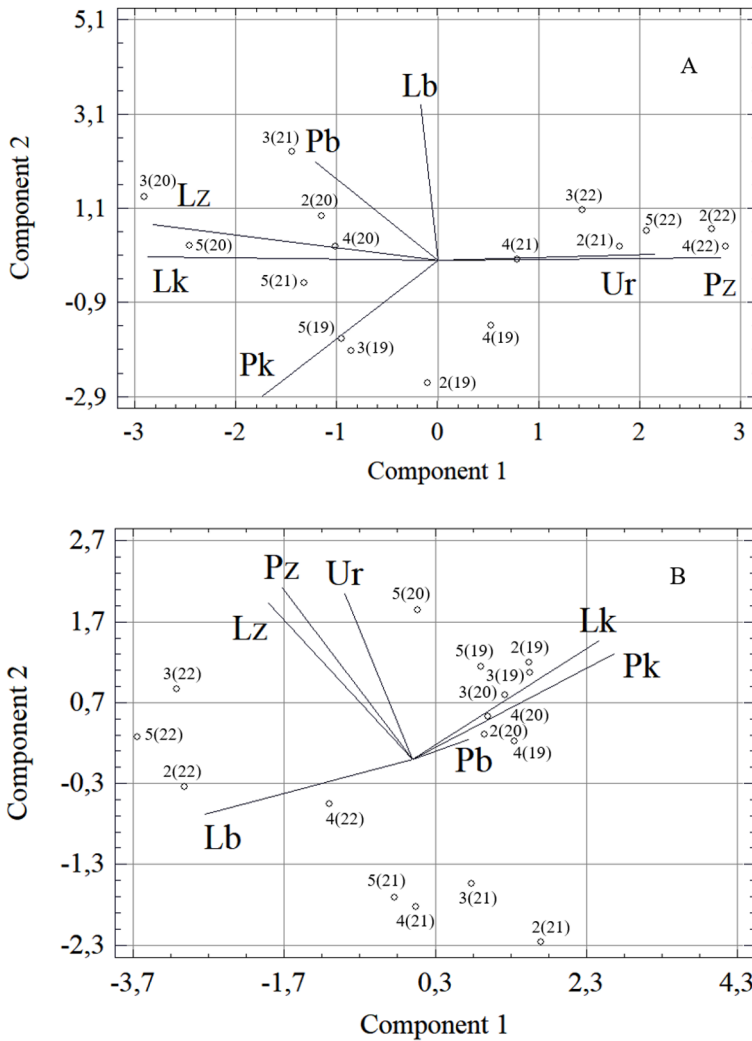 5,1
A
Lb
3,1
3(21)
Pb
Component 2
3(20)
Lz
1,1
2(20)
3(22)
5(22)
2(22)
5(20)
4(20)
4(21)
2(21)
4(22)
Lk
5(21)
Ur
Pz
-0,9
5(19)
3(19)
4(19)
Pk
2(19)
-2,9
-3
-2
-1
0
1
2
3
Component 1
2,7
Pz
Ur
B
5(20)
1,7
Lz
Lk
5(19)
2(19)
Pk
3(22)
3(19)
Component 2
0,7
3(20)
4(20)
5(22)
2(20)
4(19)
Pb
2(22)
-0,3
Lb
4(22)
-1,3
5(21)
3(21)
4(21)
2(21)
-2,3
-3,7
-1,7
0,3
2,3
4,3
Component 1